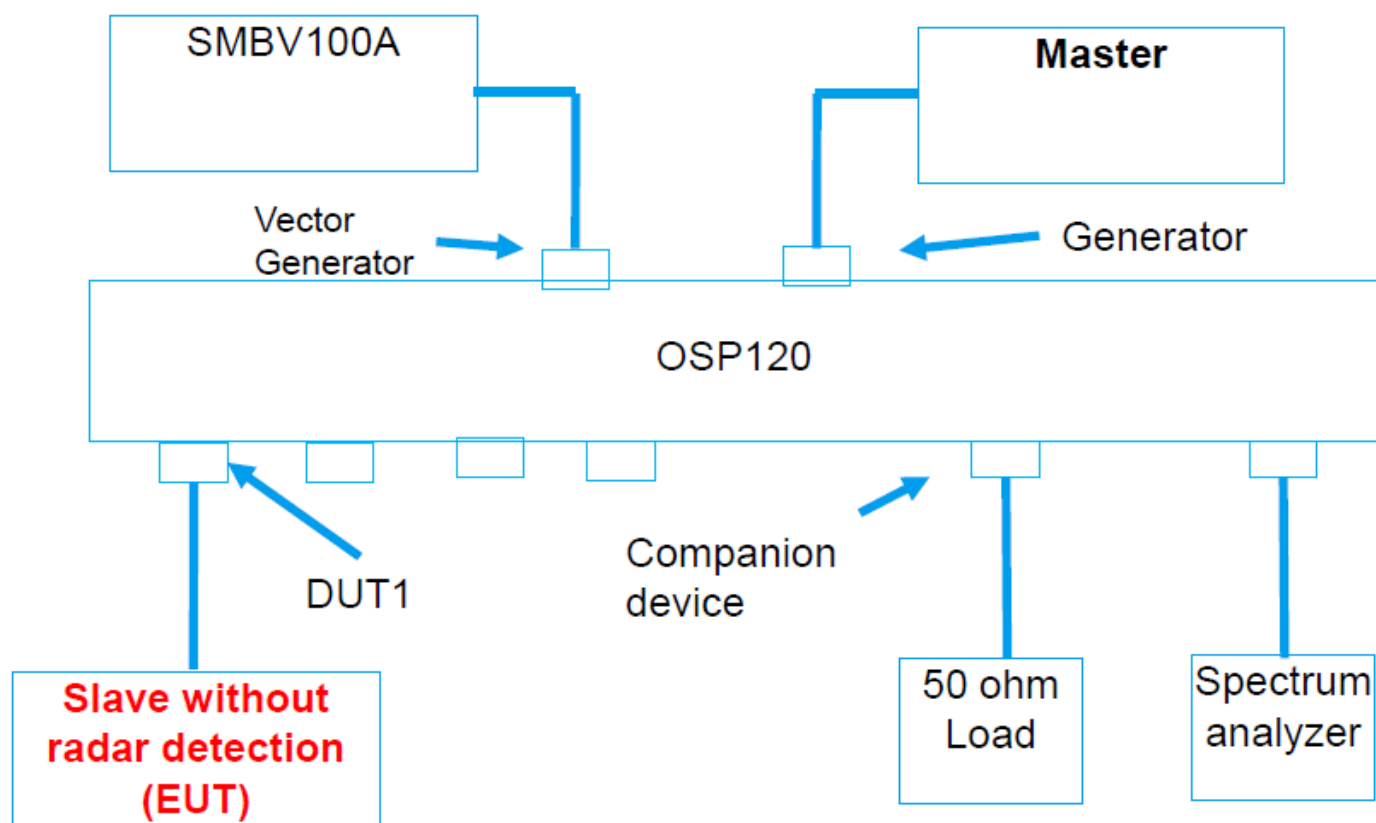 SMBV100A
Master
Vector
Generator
Generator
OSP120
DUT1
Companion
device
Slave without
radar detection
(EUT)
50 ohm
Load
Spectrum
analyzer